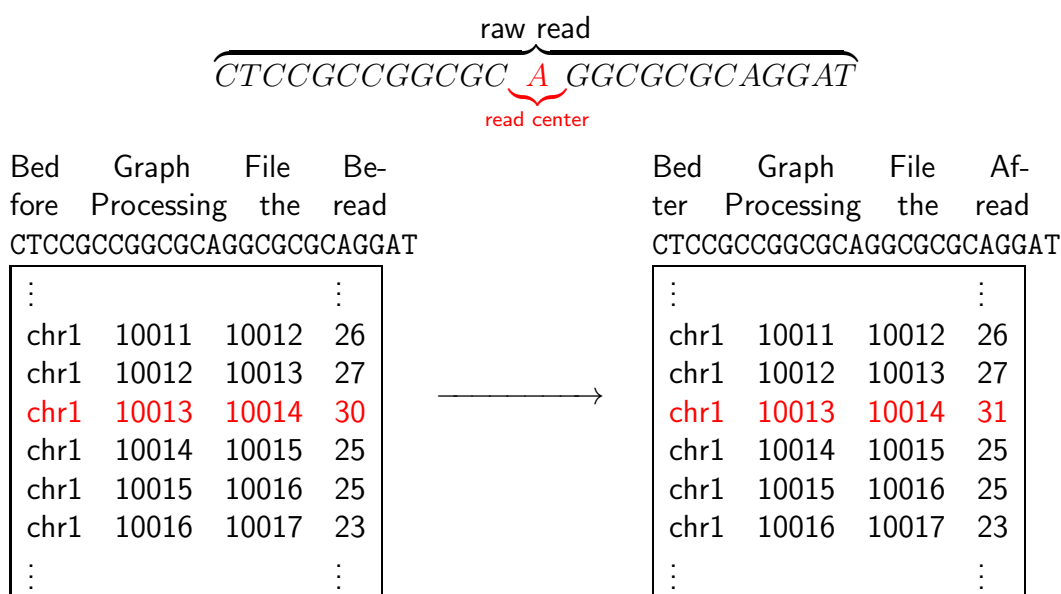 raw read
CTCCGCCGGCGC A GGCGCGCAGGAT
read center
Bed Graph File Be-
fore Processing the read
CTCCGCCGGCGCAGGCGCGCAGGAT
⋮ ⋮
chr1 10011 10012 26
chr1 10012 10013 27
chr1 10013 10014 30
chr1 10014 10015 25
chr1 10015 10016 25
chr1 10016 10017 23
⋮ ⋮
Bed Graph File Af-
ter Processing the read
CTCCGCCGGCGCAGGCGCGCAGGAT
⋮ ⋮
chr1 10011 10012 26
chr1 10012 10013 27
chr1 10013 10014 31
chr1 10014 10015 25
chr1 10015 10016 25
chr1 10016 10017 23
⋮ ⋮